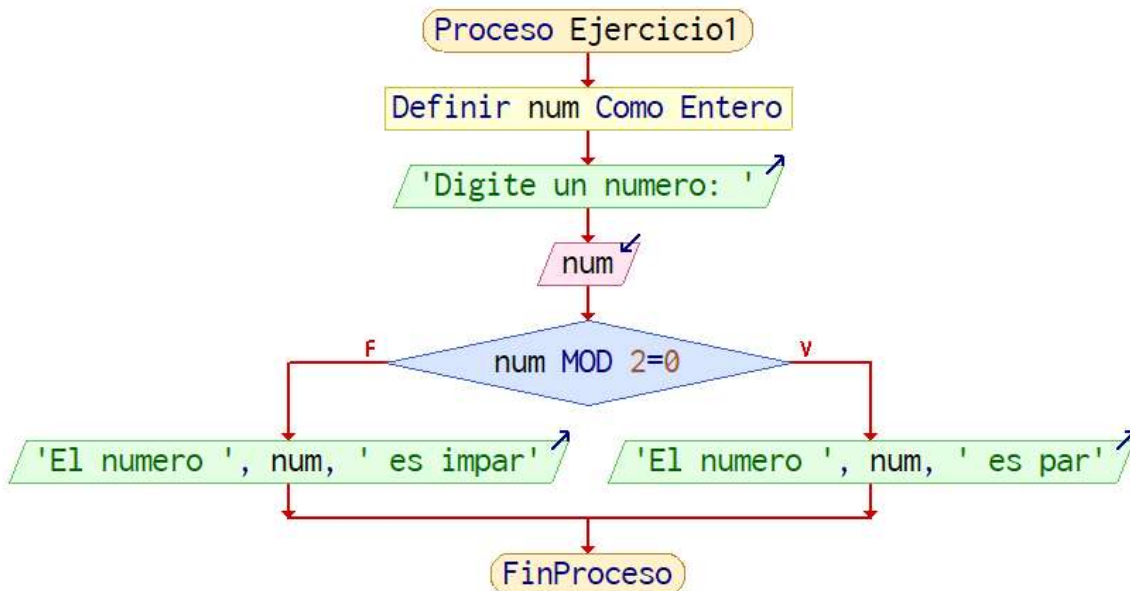 Proceso Ejercicio1
Definir num Como Entero
'Digite un numero: '
num
F
num MOD 2=0
V
'El numero ', num, ' es impar'
'El numero ', num, ' es par'
FinProceso